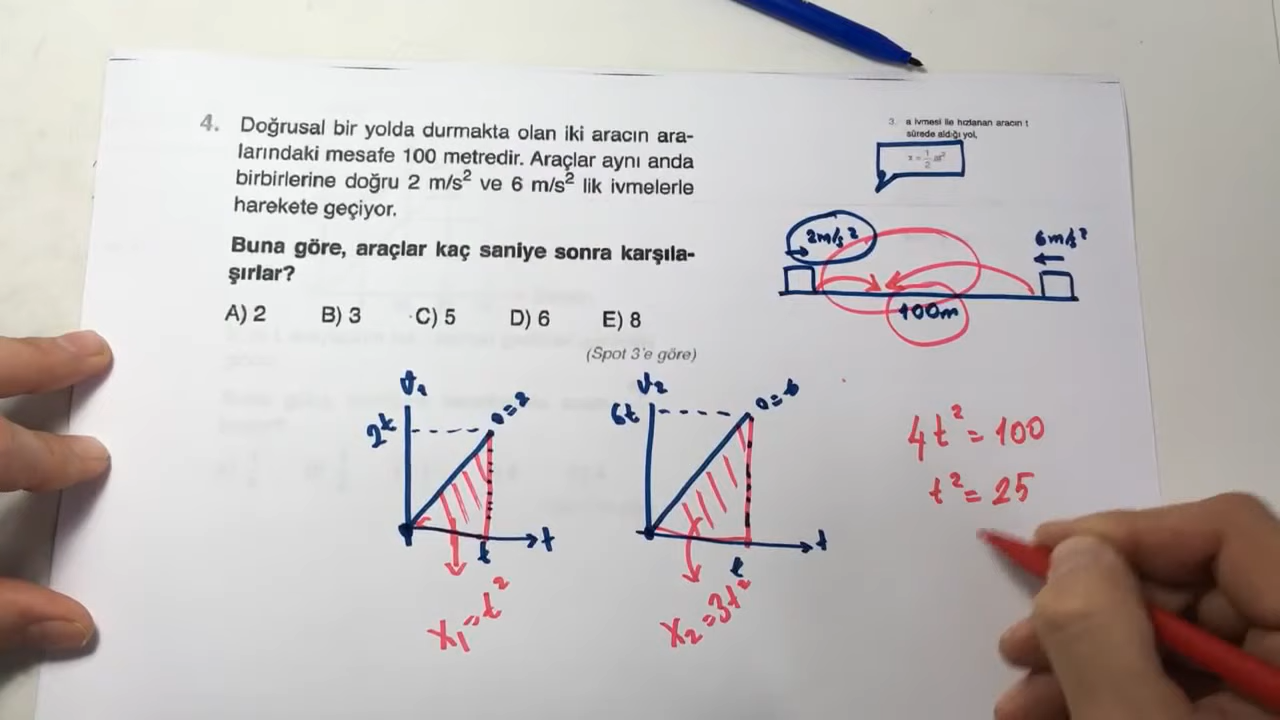 4. Doğrusal bir yolda durmakta olan iki aracın ara-
larındaki mesafe 100 metredir. Araçlar aynı anda
birbirlerine doğru 2 m/s² ve 6 m/s² lik ivmelerle
harekete geçiyor.
Buna göre, araçlar kaç saniye sonra karşıla-
şırlar?
A) 2 B) 3 C) 5 D) 6 E) 8
(Spot 3'e göre)
3. a ivmesi ile hızlanan aracın t
sürede aldığı yol,
x = 1/2 at²
2m/s²
6m/s²
100m
v₁
2t
a=2
t
t
x₁=t²
v₂
6t
a=6
t
t
x₂=3t²
4t²=100
t²=25